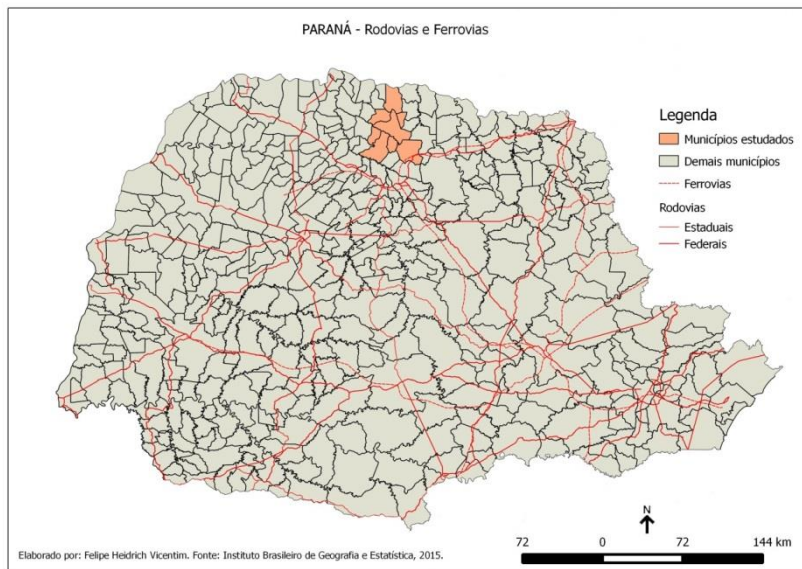 PARANÁ - Rodovias e Ferrovias
Legenda
Municípios estudados
Demais municípios
Ferrovias
Rodovias
Estaduais
Federais
N
72 0 72 144 km
Elaborado por: Felipe Heidrich Vicentim. Fonte: Instituto Brasileiro de Geografia e Estatística, 2015.